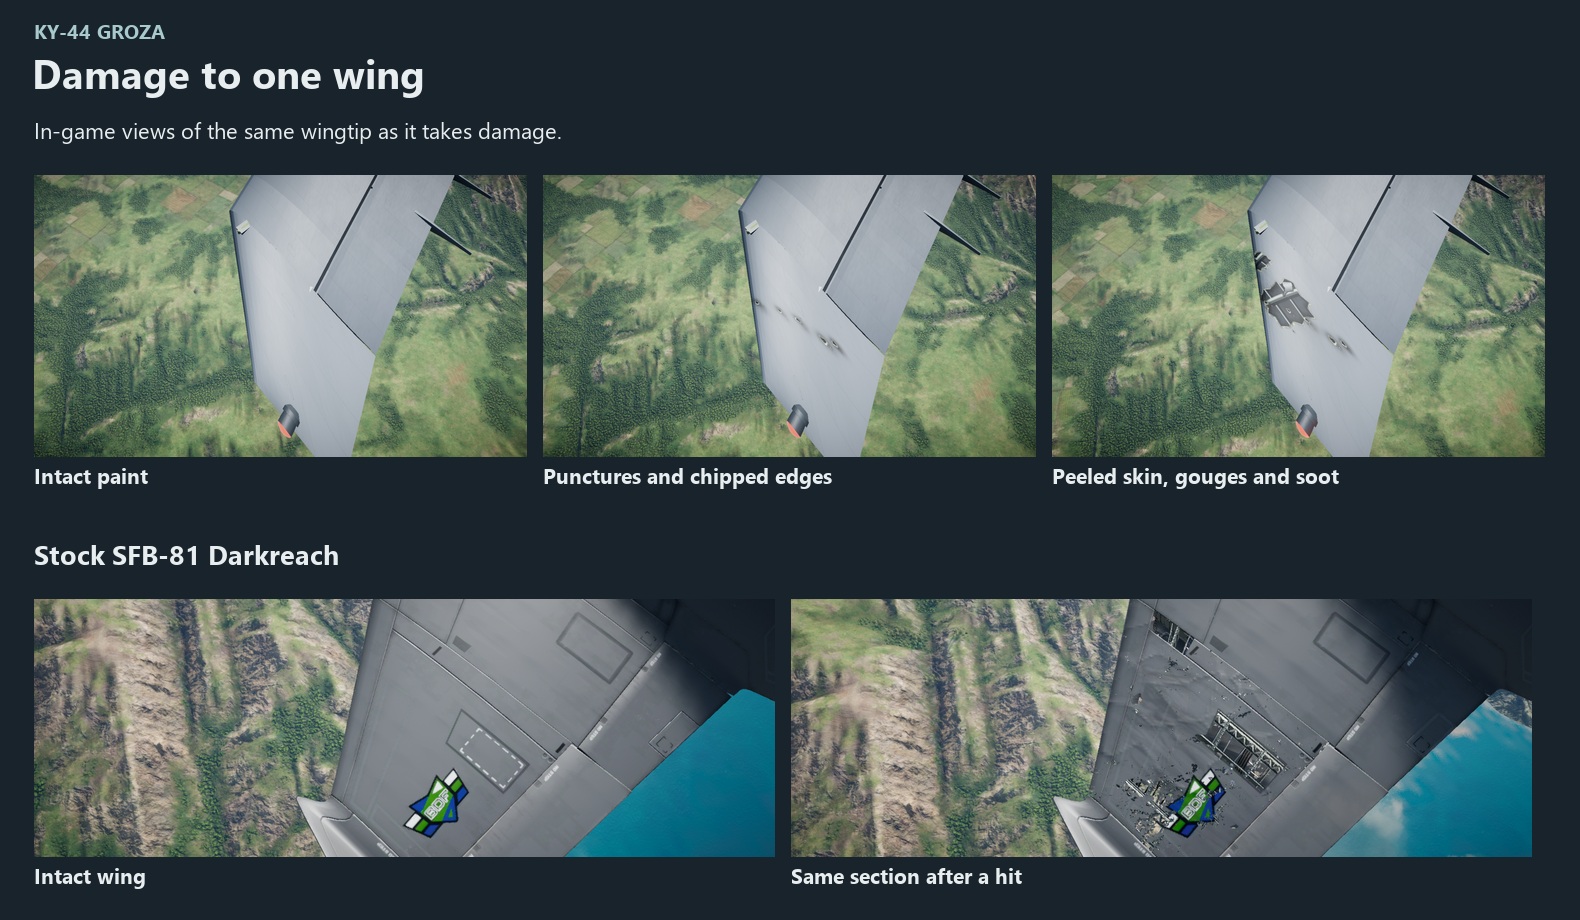 KY-44 GROZA
Damage to one wing
In-game views of the same wingtip as it takes damage.
Intact paint
Punctures and chipped edges
Peeled skin, gouges and soot
Stock SFB-81 Darkreach
BDF
BDF
Intact wing
Same section after a hit